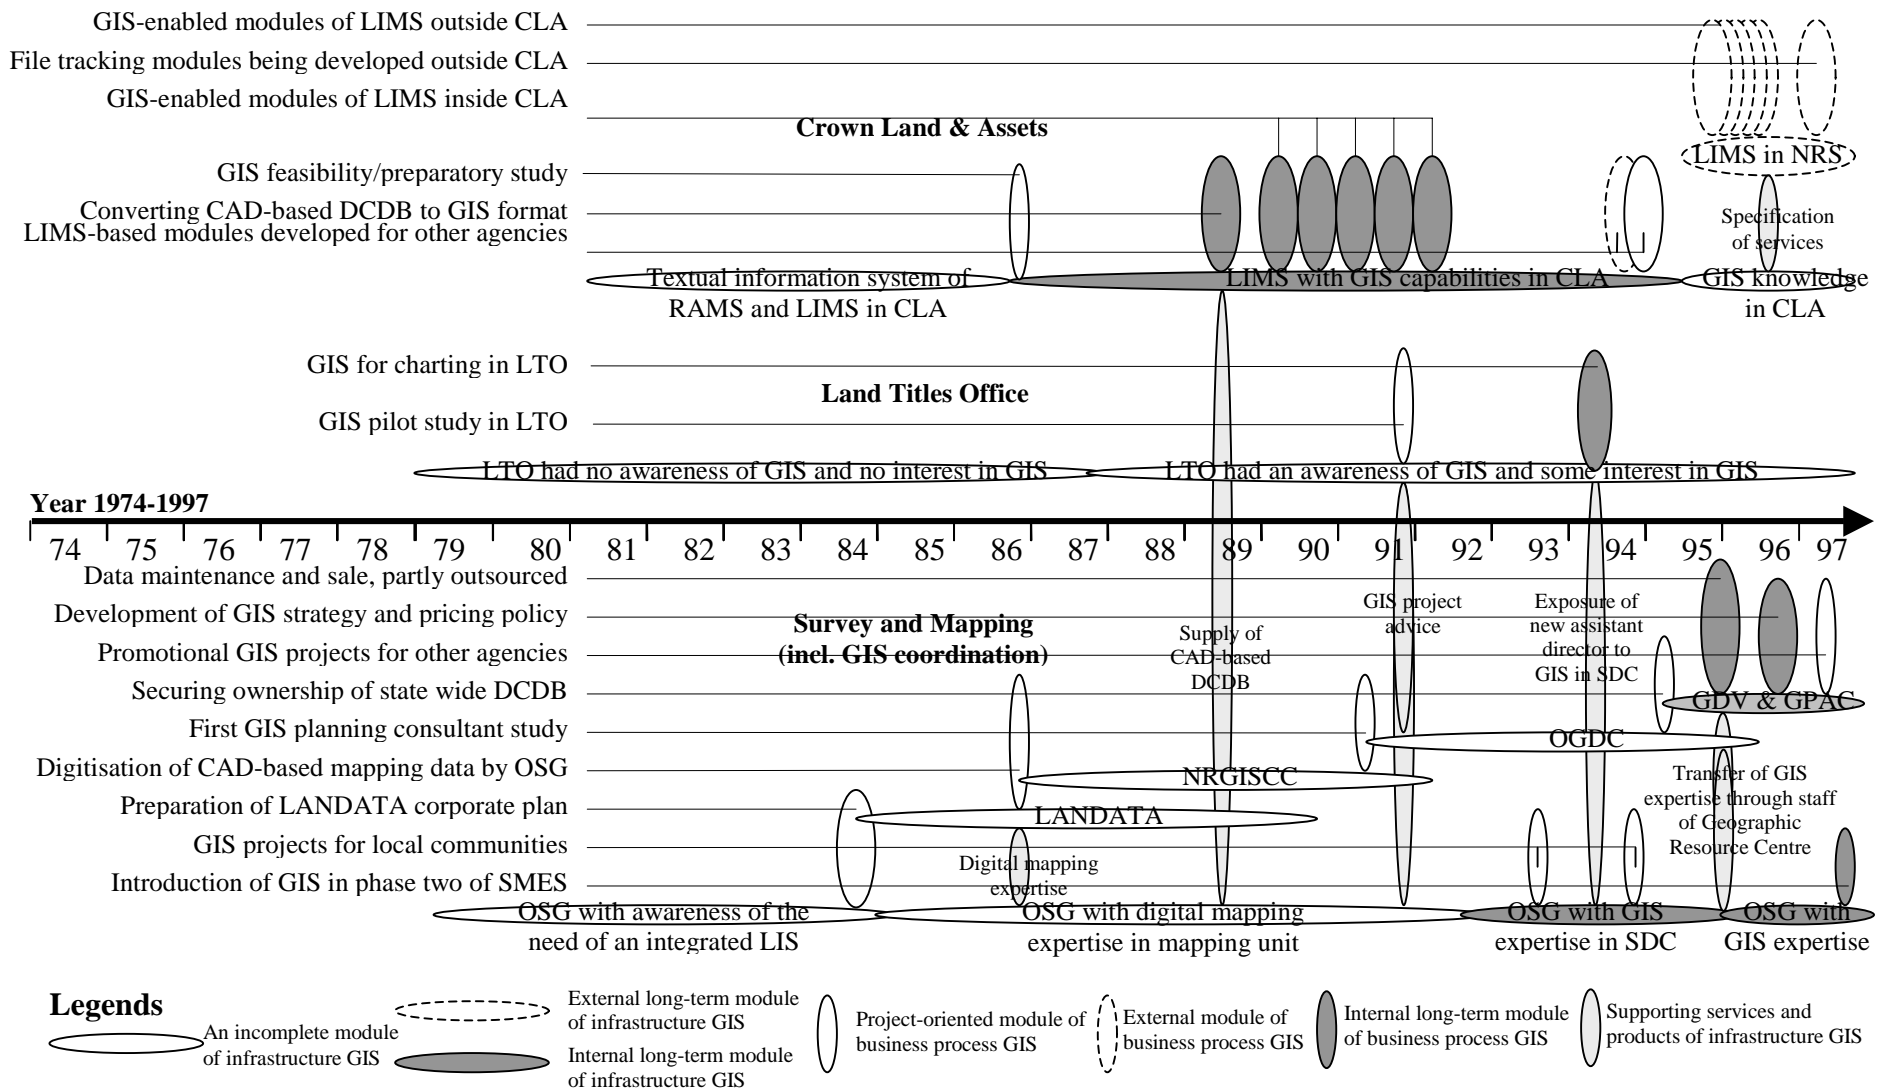 GIS-enabled modules of LIMS outside CLA
File tracking modules being developed outside CLA
GIS-enabled modules of LIMS inside CLA
Crown Land & Assets
LIMS in NRS
GIS feasibility/preparatory study
Converting CAD-based DCDB to GIS format
LIMS-based modules developed for other agencies
Specification
of services
Textual information system of
RAMS and LIMS in CLA
LIMS with GIS capabilities in CLA
GIS knowledge
in CLA
GIS for charting in LTO
Land Titles Office
GIS pilot study in LTO
LTO had no awareness of GIS and no interest in GIS
LTO had an awareness of GIS and some interest in GIS
Year 1974-1997
74 75 76 77 78 79 80 81 82 83 84 85 86 87 88 89 90 91 92 93 94 95 96 97
Data maintenance and sale, partly outsourced
Development of GIS strategy and pricing policy
Promotional GIS projects for other agencies
Securing ownership of state wide DCDB
First GIS planning consultant study
Digitisation of CAD-based mapping data by OSG
Preparation of LANDATA corporate plan
GIS projects for local communities
Introduction of GIS in phase two of SMES
Survey and Mapping
(incl. GIS coordination)
Supply of
CAD-based
DCDB
GIS project
advice
Exposure of
new assistant
director to
GIS in SDC
GDV & GPAC
OGDC
NRGISCC
LANDATA
Transfer of GIS
expertise through staff
of Geographic
Resource Centre
Digital mapping
expertise
OSG with awareness of the
need of an integrated LIS
OSG with digital mapping
expertise in mapping unit
OSG with GIS
expertise in SDC
OSG with
GIS expertise
Legends
An incomplete module
of infrastructure GIS
External long-term module
of infrastructure GIS
Internal long-term module
of infrastructure GIS
Project-oriented module of
business process GIS
External module of
business process GIS
Internal long-term module
of business process GIS
Supporting services and
products of infrastructure GIS